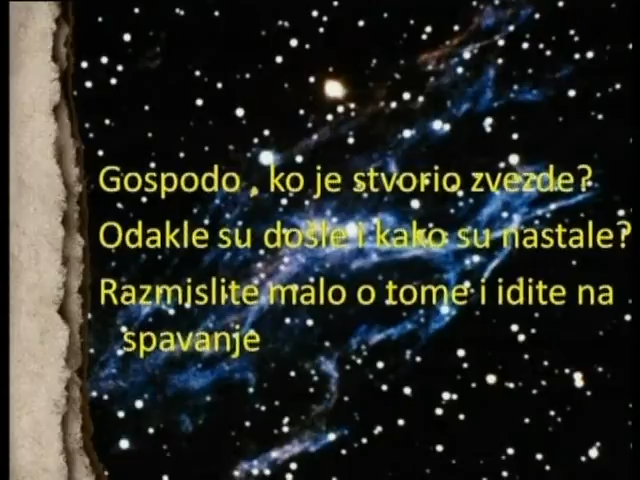 Gospodo , ko je stvorio zvezde?
Odakle su došle i kako su nastale?
Razmislite malo o tome i idite na
spavanje